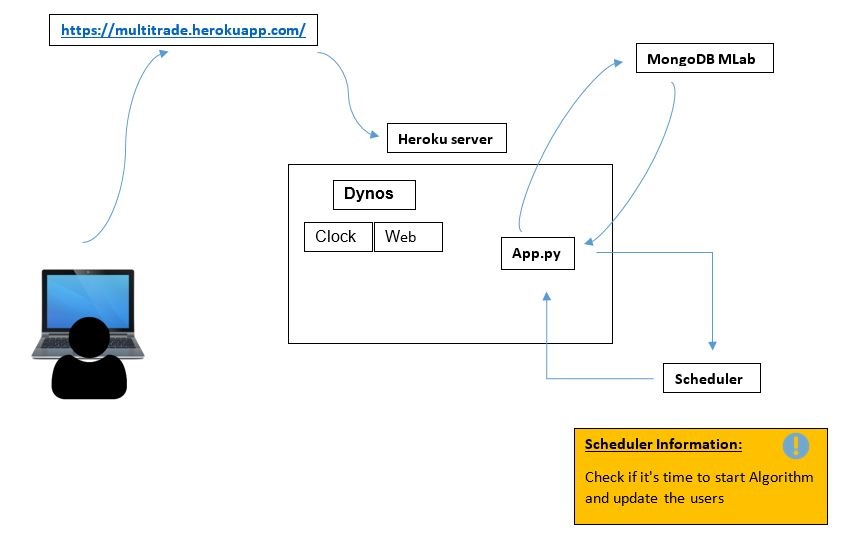 https://multitrade.herokuapp.com/
MongoDB MLab
Heroku server
Dynos
Clock
Web
App.py
Scheduler
Scheduler Information:
!
Check if it's time to start Algorithm
and update the users